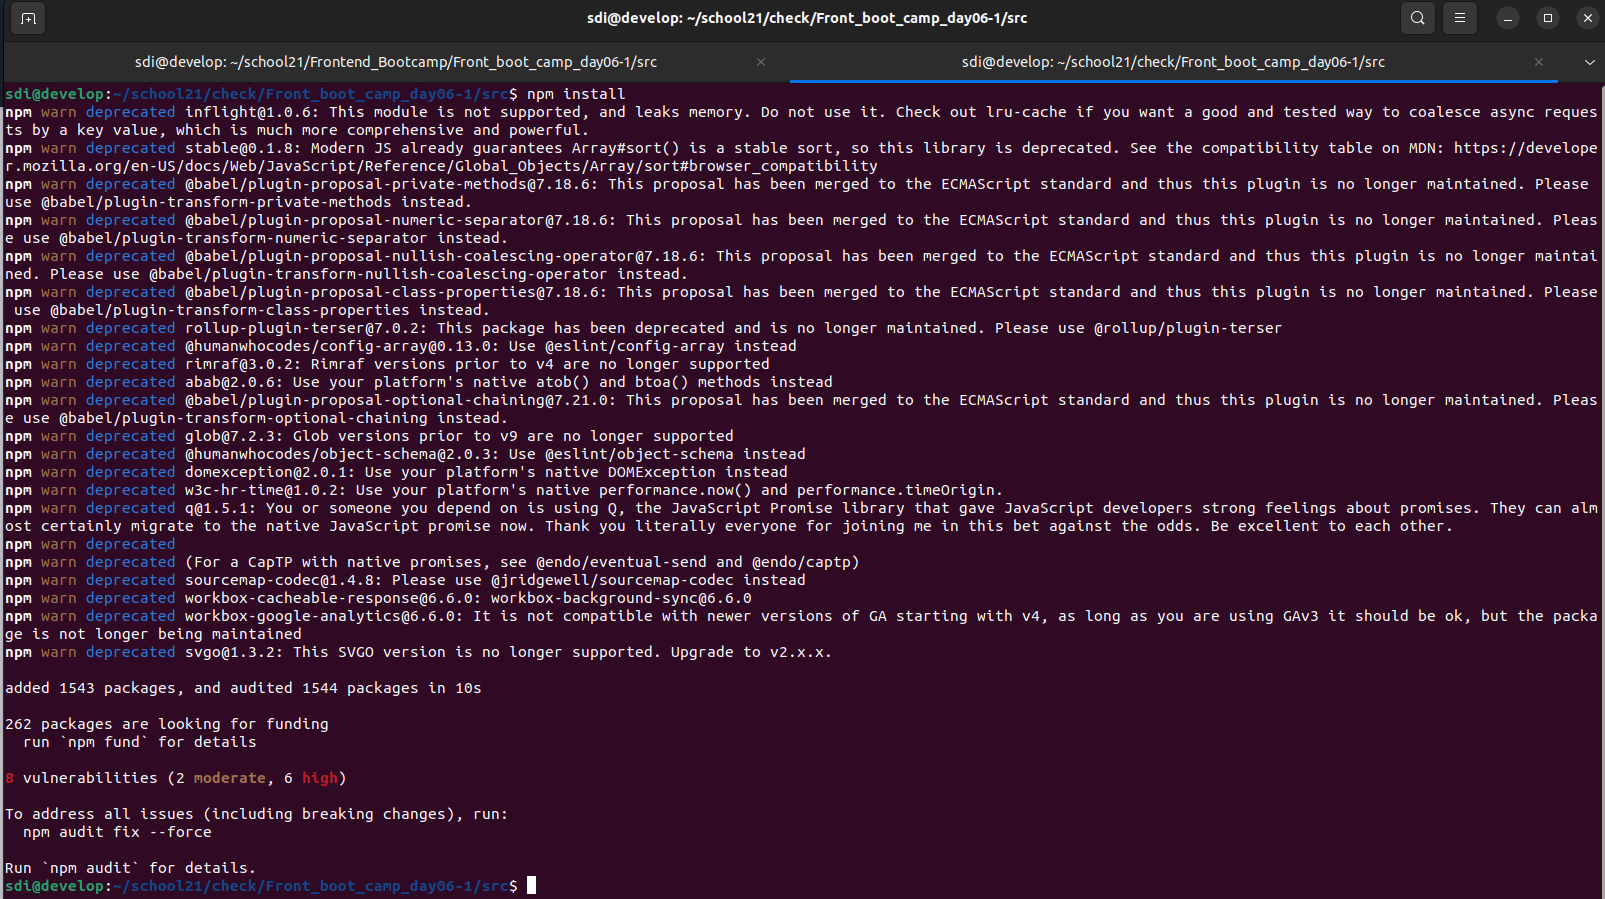 sdi@develop: ~/school21/check/Front_boot_camp_day06-1/src
sdi@develop: ~/school21/Frontend_Bootcamp/Front_boot_camp_day06-1/src
sdi@develop: ~/school21/check/Front_boot_camp_day06-1/src
sdi@develop:~/school21/check/Front_boot_camp_day06-1/src$ npm install
npm warn deprecated inflight@1.0.6: This module is not supported, and leaks memory. Do not use it. Check out lru-cache if you want a good and tested way to coalesce async reques
ts by a key value, which is much more comprehensive and powerful.
npm warn deprecated stable@0.1.8: Modern JS already guarantees Array#sort() is a stable sort, so this library is deprecated. See the compatibility table on MDN: https://develope
r.mozilla.org/en-US/docs/Web/JavaScript/Reference/Global_Objects/Array/sort#browser_compatibility
npm warn deprecated @babel/plugin-proposal-private-methods@7.18.6: This proposal has been merged to the ECMAScript standard and thus this plugin is no longer maintained. Please
use @babel/plugin-transform-private-methods instead.
npm warn deprecated @babel/plugin-proposal-numeric-separator@7.18.6: This proposal has been merged to the ECMAScript standard and thus this plugin is no longer maintained. Pleas
e use @babel/plugin-transform-numeric-separator instead.
npm warn deprecated @babel/plugin-proposal-nullish-coalescing-operator@7.18.6: This proposal has been merged to the ECMAScript standard and thus this plugin is no longer maintai
ned. Please use @babel/plugin-transform-nullish-coalescing-operator instead.
npm warn deprecated @babel/plugin-proposal-class-properties@7.18.6: This proposal has been merged to the ECMAScript standard and thus this plugin is no longer maintained. Please
 use @babel/plugin-transform-class-properties instead.
npm warn deprecated rollup-plugin-terser@7.0.2: This package has been deprecated and is no longer maintained. Please use @rollup/plugin-terser
npm warn deprecated @humanwhocodes/config-array@0.13.0: Use @eslint/config-array instead
npm warn deprecated rimraf@3.0.2: Rimraf versions prior to v4 are no longer supported
npm warn deprecated abab@2.0.6: Use your platform's native atob() and btoa() methods instead
npm warn deprecated @babel/plugin-proposal-optional-chaining@7.21.0: This proposal has been merged to the ECMAScript standard and thus this plugin is no longer maintained. Pleas
e use @babel/plugin-transform-optional-chaining instead.
npm warn deprecated glob@7.2.3: Glob versions prior to v9 are no longer supported
npm warn deprecated @humanwhocodes/object-schema@2.0.3: Use @eslint/object-schema instead
npm warn deprecated domexception@2.0.1: Use your platform's native DOMException instead
npm warn deprecated w3c-hr-time@1.0.2: Use your platform's native performance.now() and performance.timeOrigin.
npm warn deprecated q@1.5.1: You or someone you depend on is using Q, the JavaScript Promise library that gave JavaScript developers strong feelings about promises. They can alm
ost certainly migrate to the native JavaScript promise now. Thank you literally everyone for joining me in this bet against the odds. Be excellent to each other.
npm warn deprecated
npm warn deprecated (For a CapTP with native promises, see @endo/eventual-send and @endo/captp)
npm warn deprecated sourcemap-codec@1.4.8: Please use @jridgewell/sourcemap-codec instead
npm warn deprecated workbox-cacheable-response@6.6.0: workbox-background-sync@6.6.0
npm warn deprecated workbox-google-analytics@6.6.0: It is not compatible with newer versions of GA starting with v4, as long as you are using GAv3 it should be ok, but the packa
ge is not longer being maintained
npm warn deprecated svgo@1.3.2: This SVGO version is no longer supported. Upgrade to v2.x.x.
added 1543 packages, and audited 1544 packages in 10s
262 packages are looking for funding
  run `npm fund` for details
8 vulnerabilities (2 moderate, 6 high)
To address all issues (including breaking changes), run:
  npm audit fix --force
Run `npm audit` for details.
sdi@develop:~/school21/check/Front_boot_camp_day06-1/src$